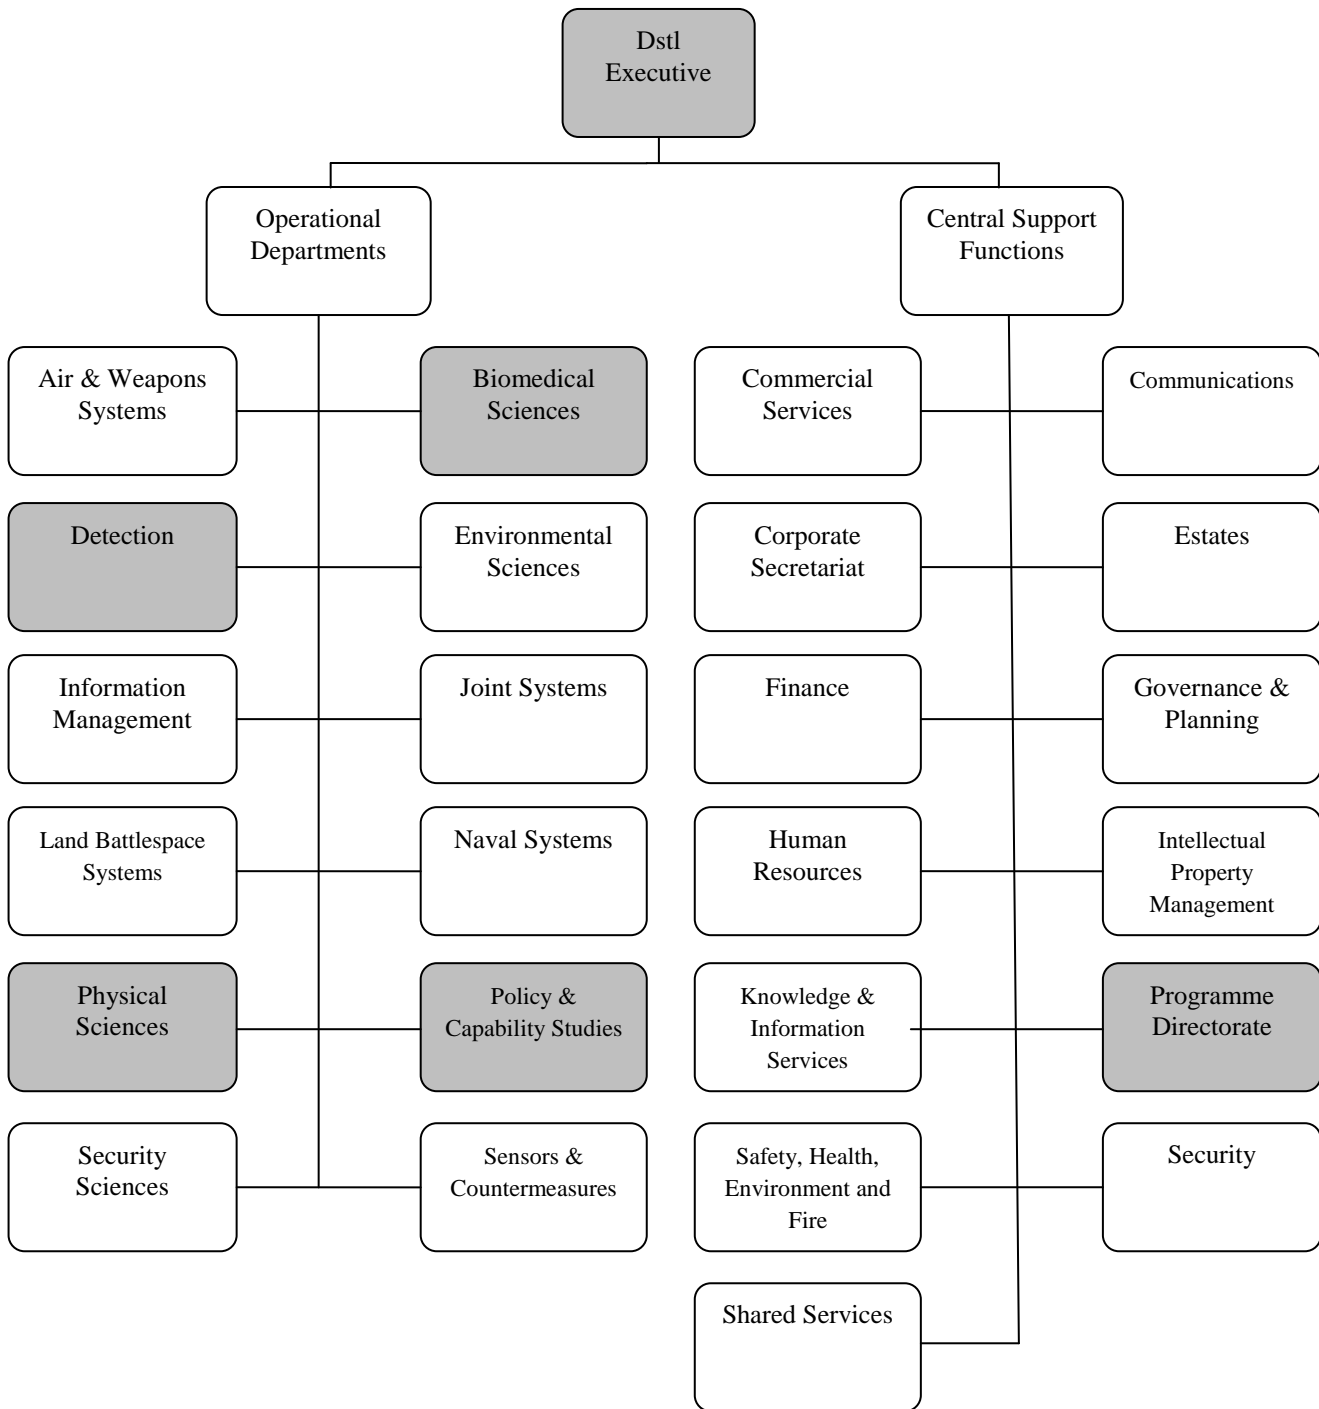 Dstl
Executive
Operational
Departments
Central Support
Functions
Air & Weapons
Systems
Biomedical
Sciences
Commercial
Services
Communications
Detection
Environmental
Sciences
Corporate
Secretariat
Estates
Information
Management
Joint Systems
Finance
Governance &
Planning
Land Battlespace
Systems
Naval Systems
Human
Resources
Intellectual
Property
Management
Physical
Sciences
Policy &
Capability Studies
Knowledge &
Information
Services
Programme
Directorate
Security
Sciences
Sensors &
Countermeasures
Safety, Health,
Environment and
Fire
Security
Shared Services